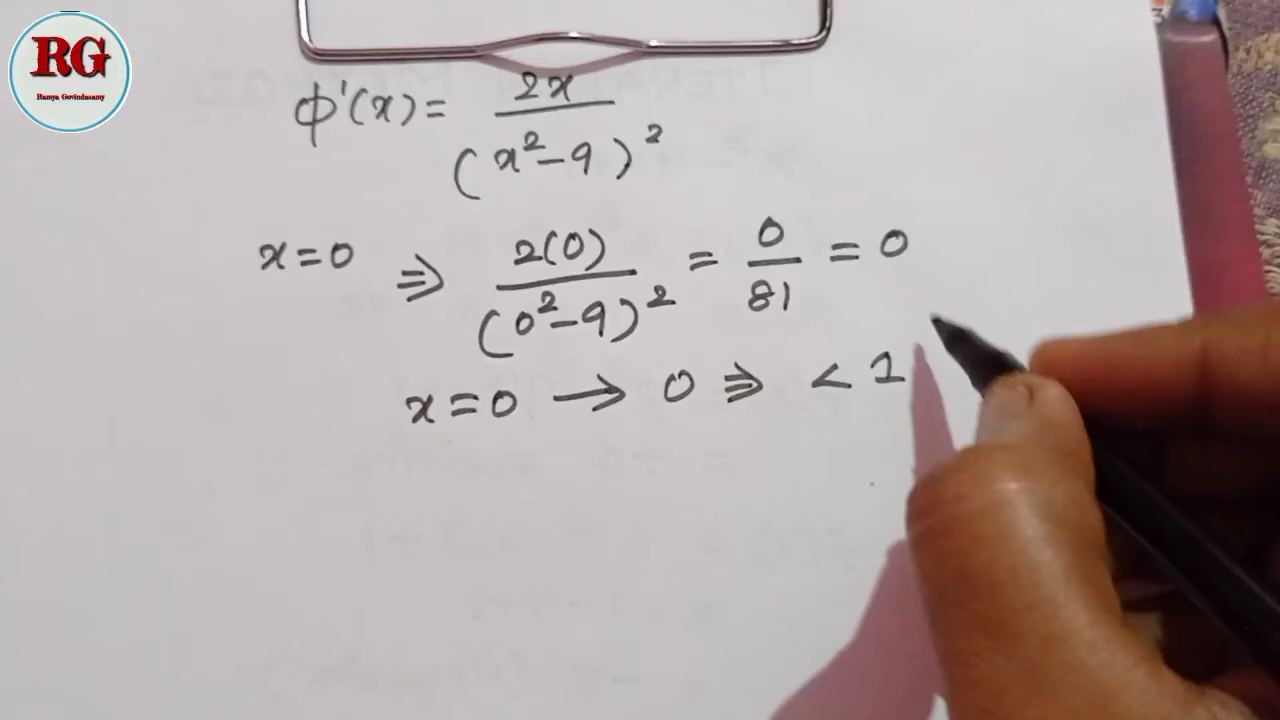 RG
Ramya Govindasamy
ϕ'(x) = 2x / (x²-9)²
x=0 ⇒ 2(0) / (0²-9)² = 0/81 = 0
x=0 → 0 ⇒ < 1